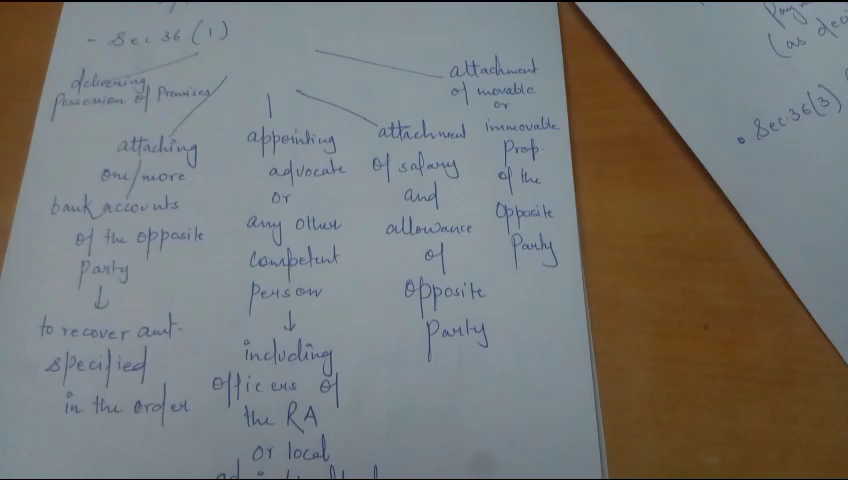 - Sec 36 (1)
delivering
Possession of Premises
attaching
one/more
bank accounts
of the opposite
Party
↓
to recover amt.
specified
in the order
appointing
advocate
or
any other
competent
Person
↓
including
officers of
the RA
or local
attachment
of salary
and
allowance
of
opposite
Party
attachment
of movable
or
immovable
Prop.
of the
Opposite
Party
(as
• Sec.36(3)